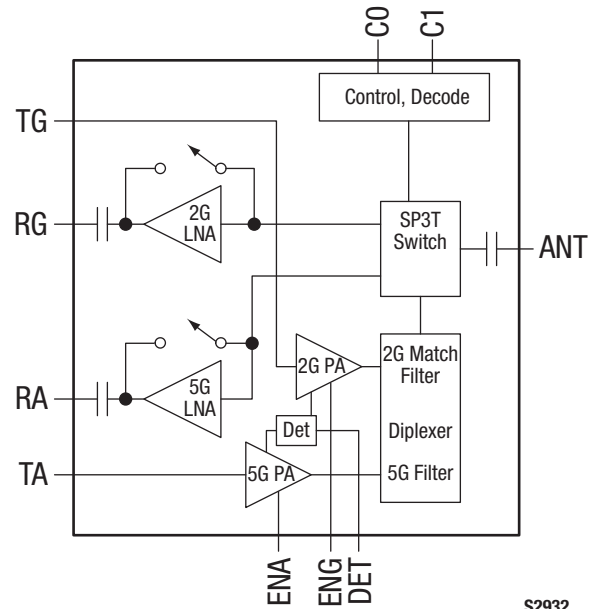 C0
C1
Control, Decode
TG
RG
2G
LNA
SP3T
Switch
ANT
RA
5G
LNA
2G PA
2G Match
Filter
Det
Diplexer
TA
5G PA
5G Filter
ENA
ENG
DET
S2932